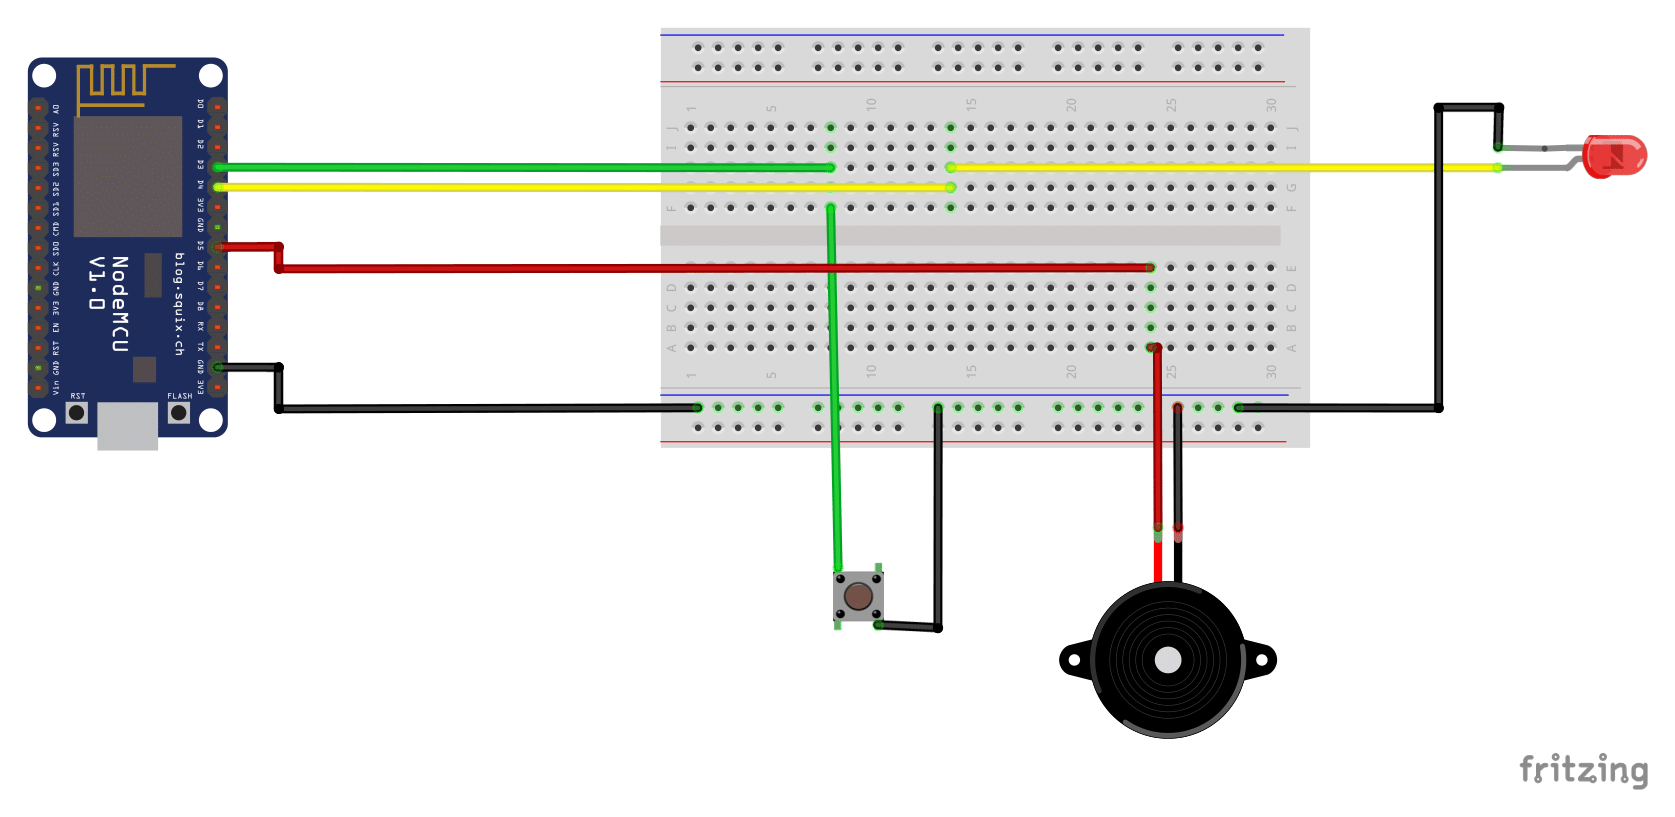 A0
RSV
RSV
SD3
SD2
SD1
CMD
SD0
CLK
GND
3V3
EN
RST
GND
Vin
D0
D1
D2
D3
D4
3V3
GND
D5
D6
D7
D8
RX
TX
GND
3V3
NodeMCU
V1.0
blog.squix.ch
RST
FLASH
1 5 10 15 20 25 30
J J
I I
G G
F F
E
D D
C C
B B
A A
1 5 10 15 20 25 30
fritzing